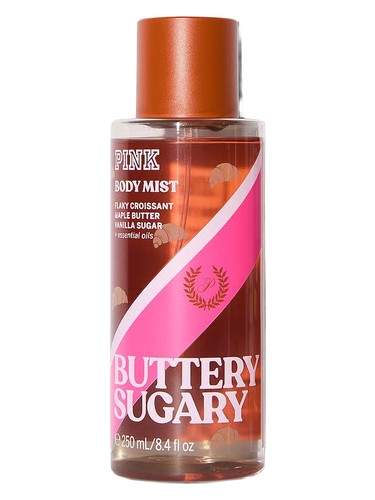 PINK
BODY MIST
FLAKY CROISSANT
MAPLE BUTTER
VANILLA SUGAR
+ essential oils
P
BUTTERY
SUGARY
℮ 250 mL/8.4 fl oz